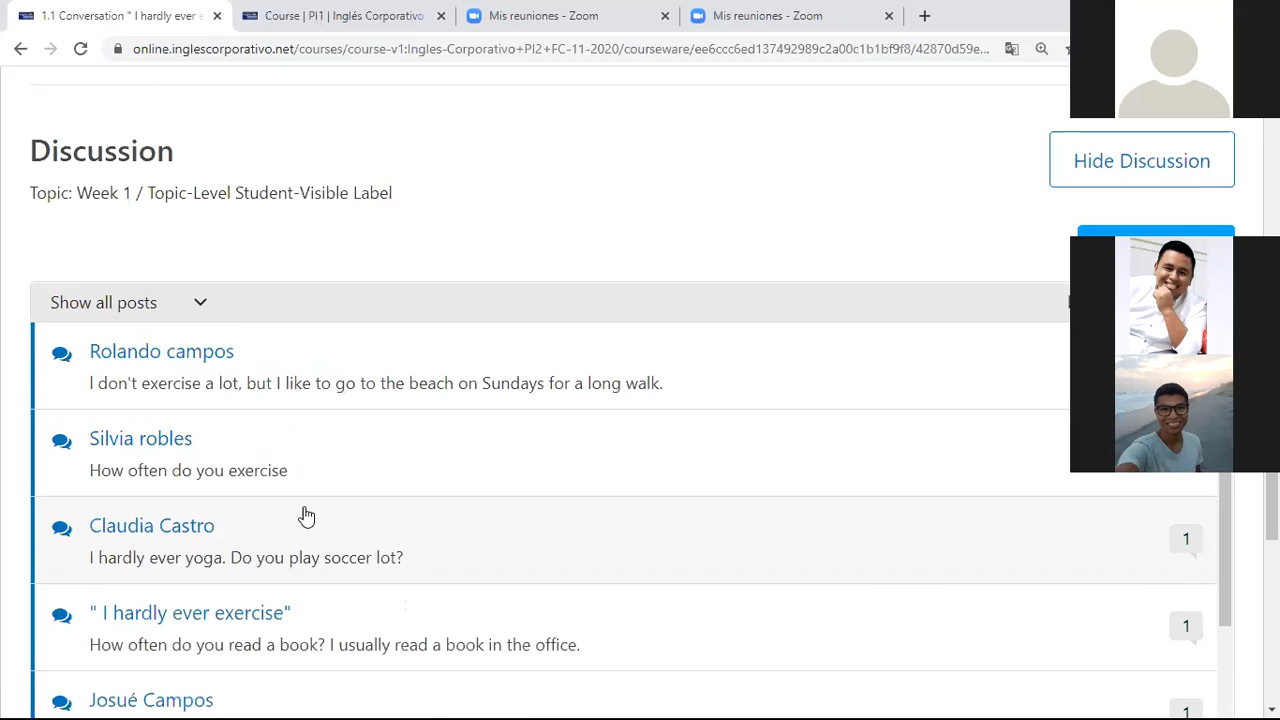 1.1 Conversation " I hardly ever e
Course | PI1 | Inglés Corporativo
Mis reuniones - Zoom
Mis reuniones - Zoom
online.inglescorporativo.net/courses/course-v1:Ingles-Corporativo+PI2+FC-11-2020/courseware/ee6ccc6ed137492989c2a00c1b1bf9f8/42870d59e...
Discussion
Hide Discussion
Topic: Week 1 / Topic-Level Student-Visible Label
Show all posts
Rolando campos
I don't exercise a lot, but I like to go to the beach on Sundays for a long walk.
Silvia robles
How often do you exercise
Claudia Castro
I hardly ever yoga. Do you play soccer lot?
1
" I hardly ever exercise"
How often do you read a book? I usually read a book in the office.
1
Josué Campos
1